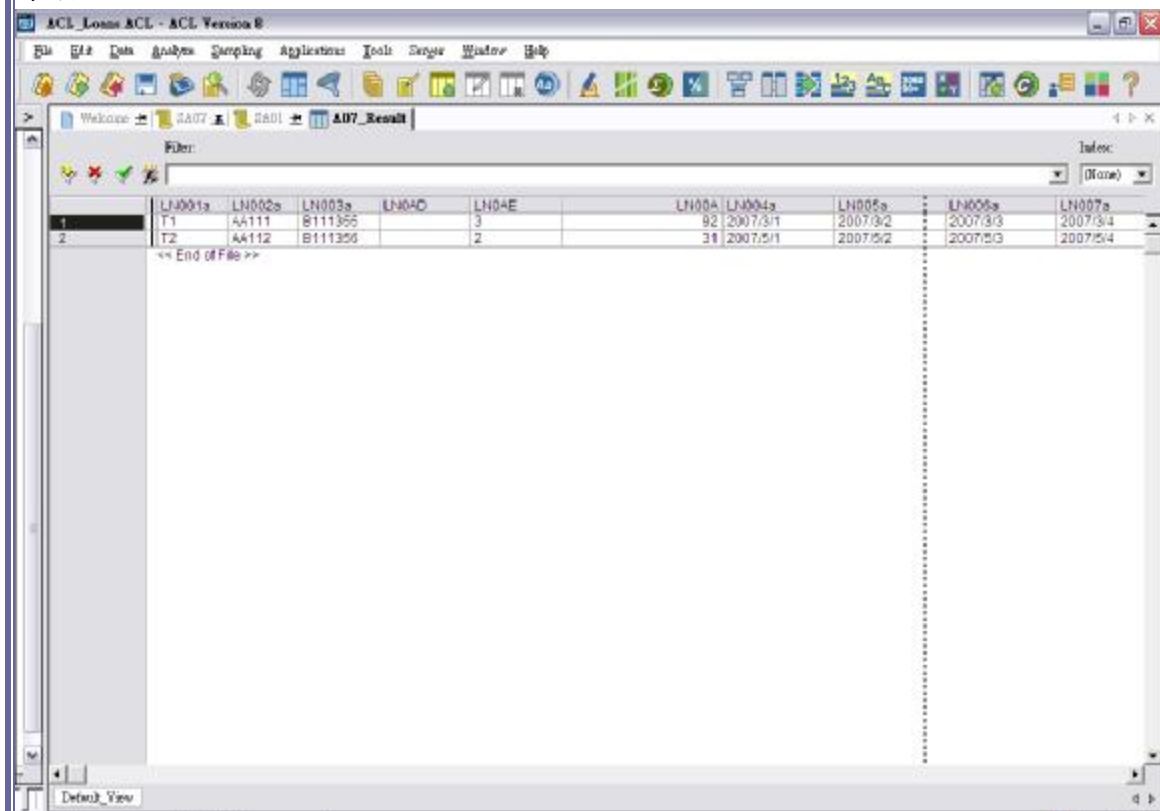 ACL_Loans.ACL - ACL Version 8
File Edit Data Analyze Sampling Applications Tools Server Window Help
Welcome SA07 SA01 A07_Result
Filter: Index:
(None)
LN001a LN002a LN003a LN04D LN04E LN00A LN004a LN005a LN006a LN007a
1 T1 AA111 B111356 3 92 2007/3/1 2007/3/2 2007/3/3 2007/3/4
2 T2 AA112 B111356 2 31 2007/5/1 2007/5/2 2007/5/3 2007/5/4
<< End of File >>
Default_View